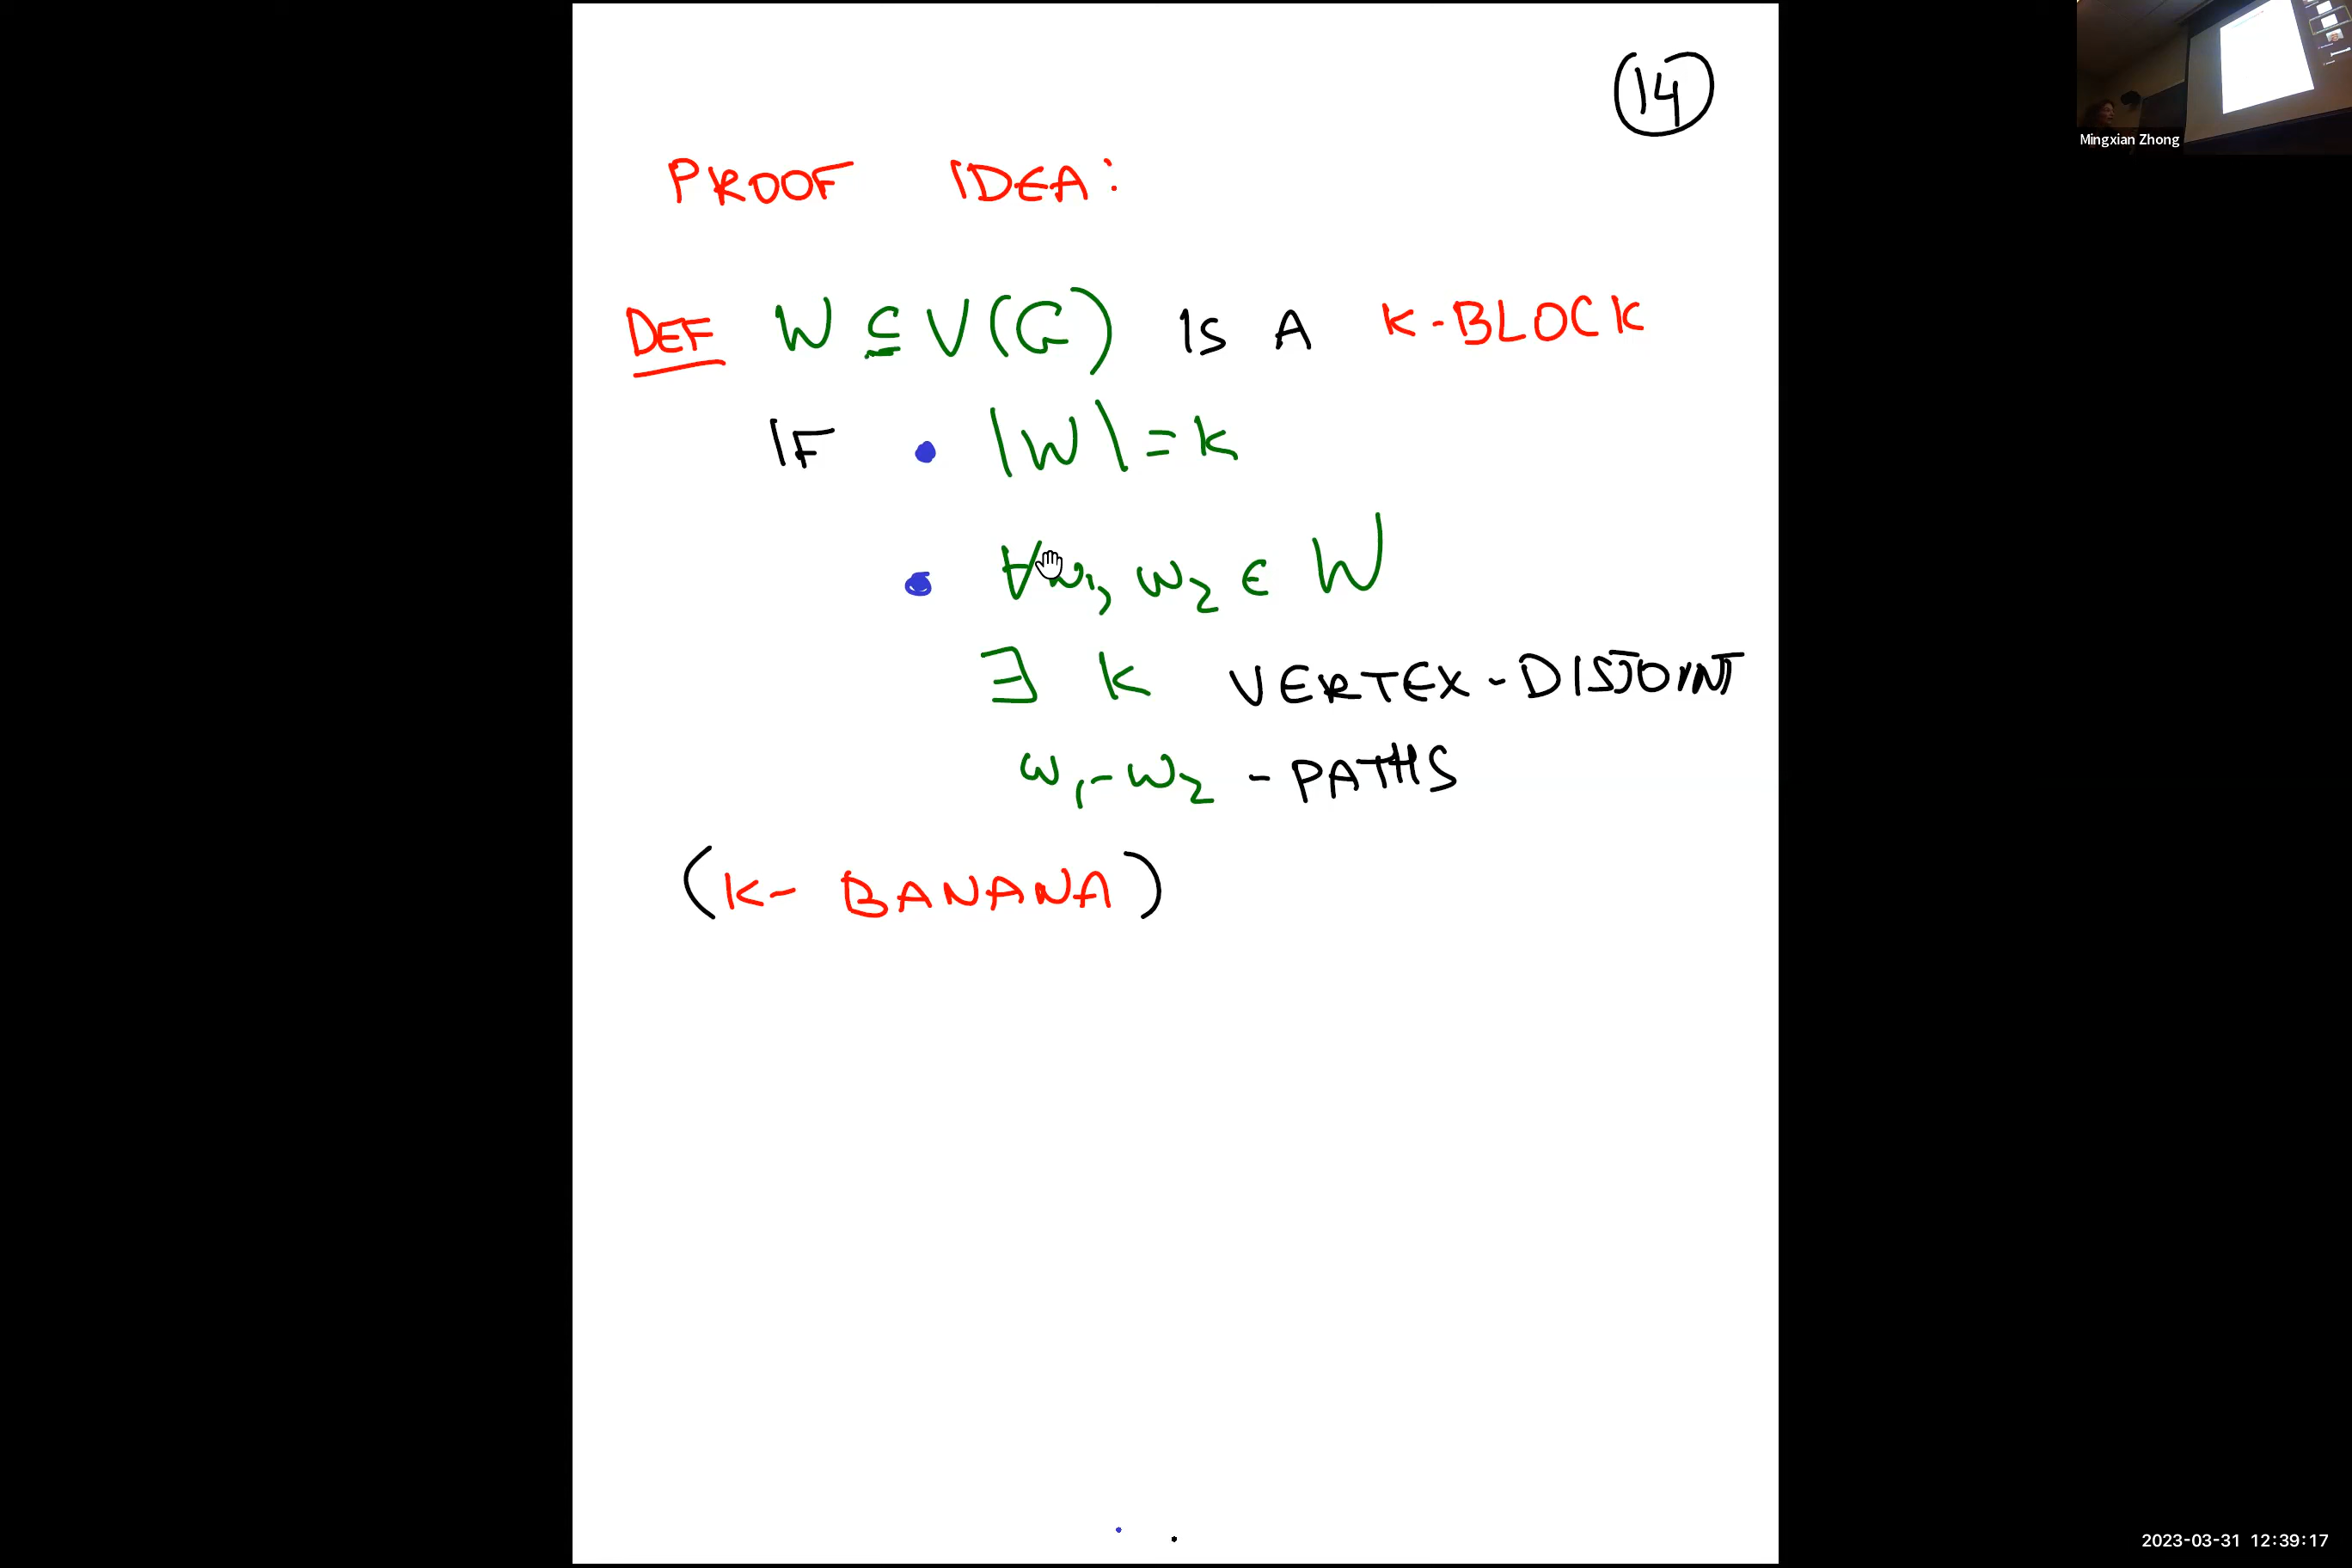 14
PROOF IDEA:
DEF W ⊆ V(G) IS A K-BLOCK
IF • |W| = k
• ∀ w₁, w₂ ∈ W
∃ k VERTEX-DISJOINT
w₁-w₂-PATHS
(K-BANANA)
Mingxian Zhong
2023-03-31 12:39:17